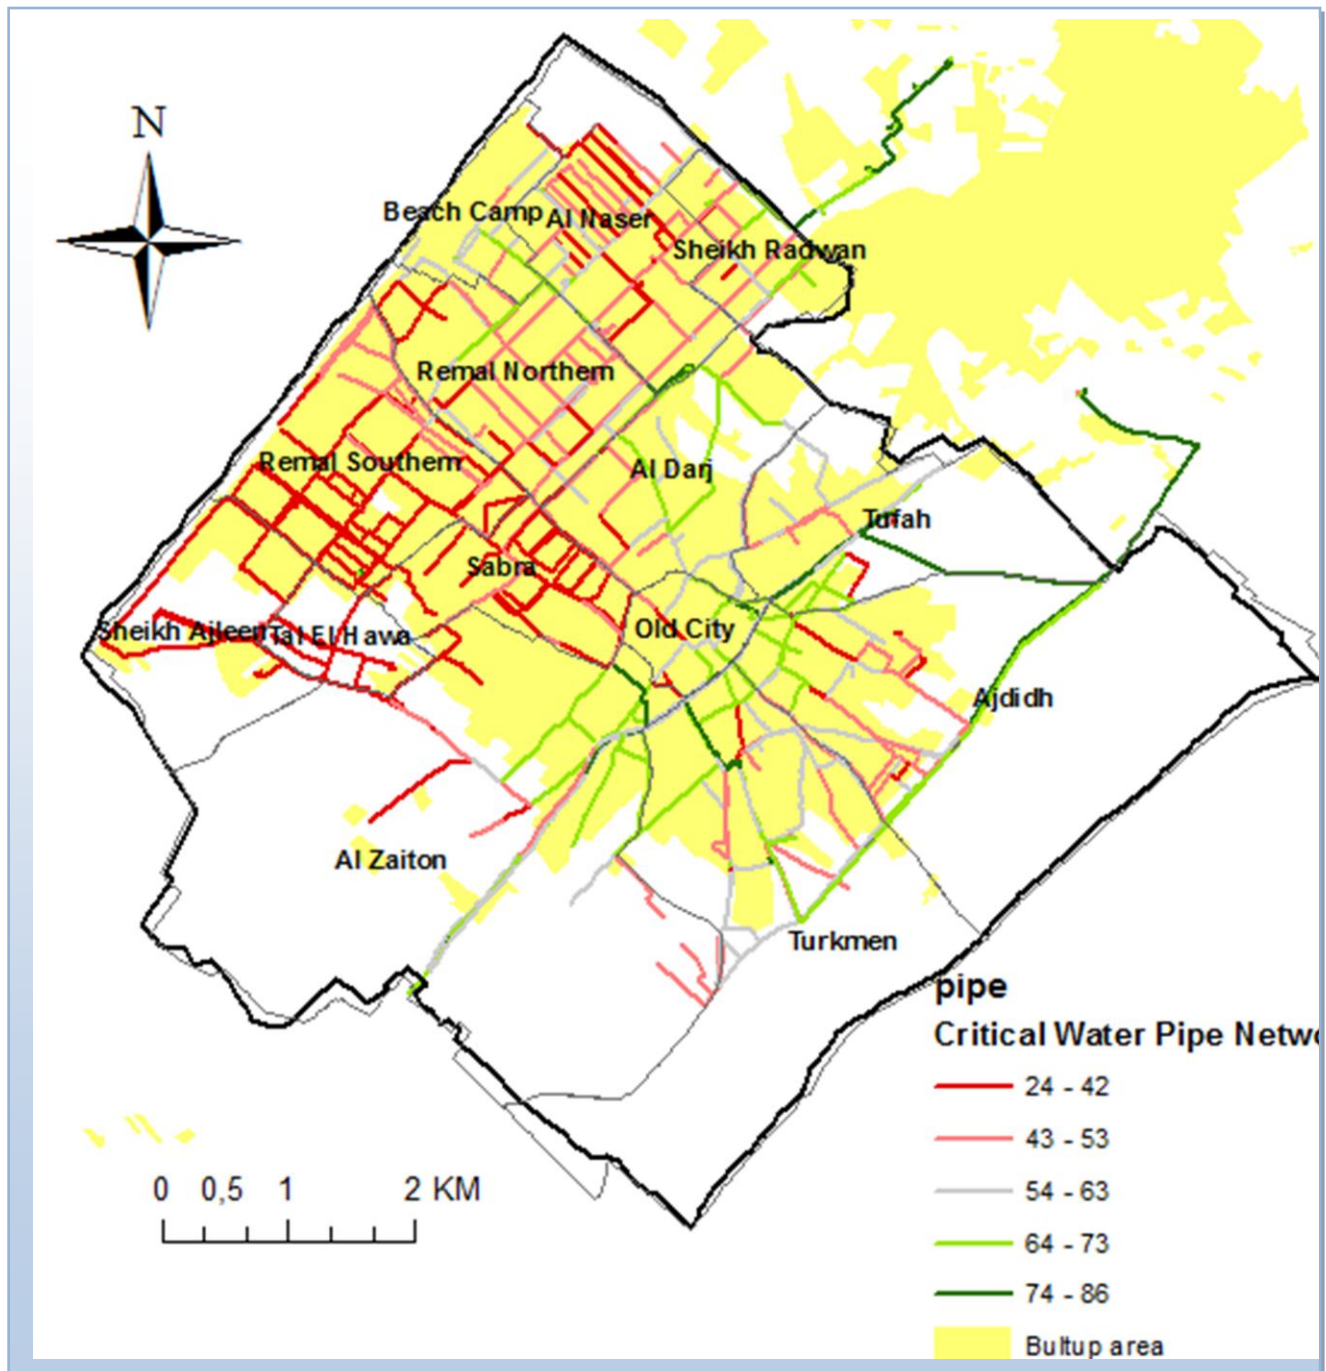 N
Beach Camp
Al Naser
Sheikh Radwan
Remal Northern
Remal Southern
Al Darj
Tufah
Sabra
Sheikh Ajleen
Tal El Hawa
Old City
Ajdidh
Al Zaiton
Turkmen
pipe
Critical Water Pipe Netwo
24 - 42
43 - 53
54 - 63
64 - 73
74 - 86
Bultup area
0 0,5 1 2 KM